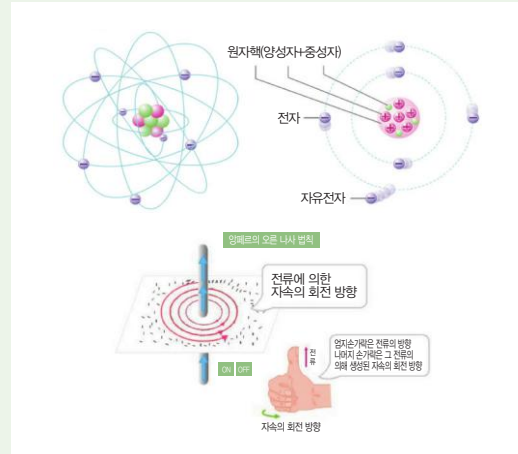 원자핵(양성자+중성자)
전자
자유전자
앙페르의 오른 나사 법칙
전류에 의한
자속의 회전 방향
ON OFF
전류
엄지손가락은 전류의 방향
나머지 손가락은 그 전류의
의해 생성된 자속의 회전 방향
자속의 회전 방향